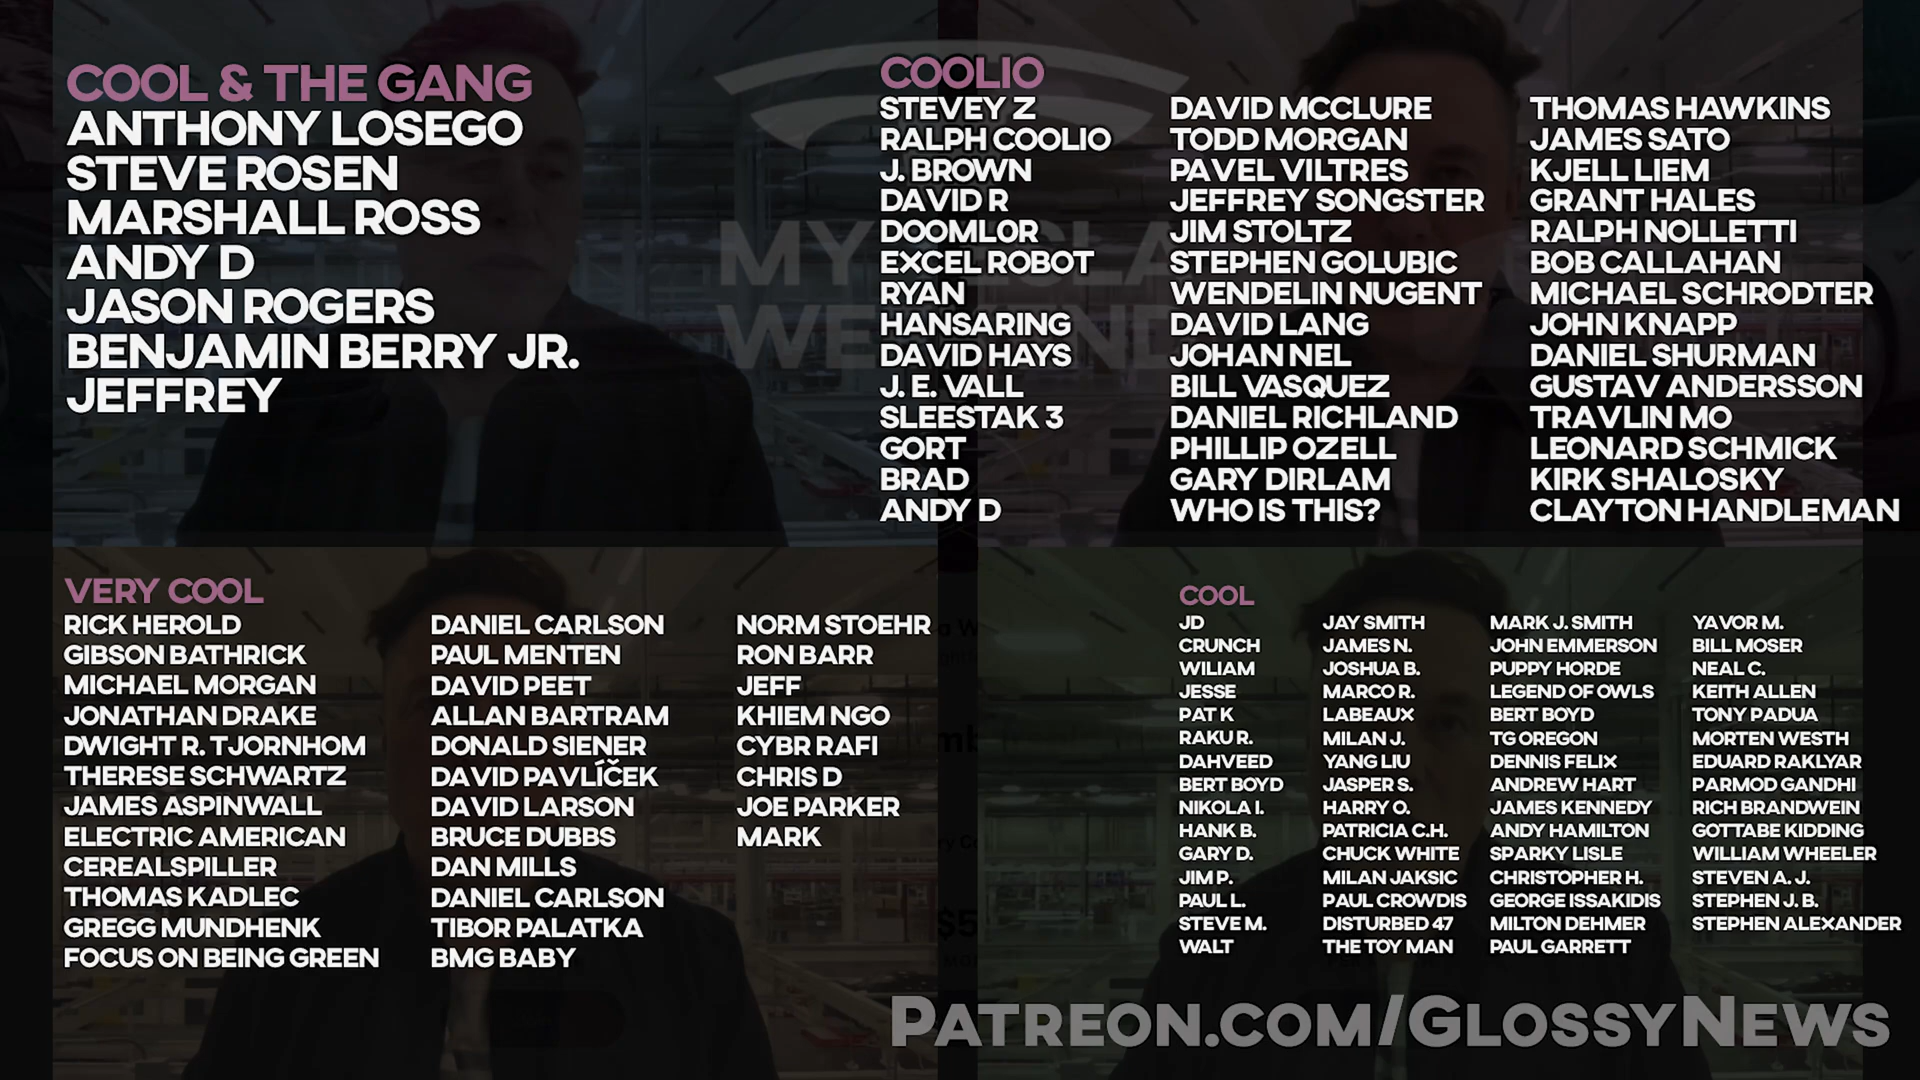 COOL & THE GANG
ANTHONY LOSEGO
STEVE ROSEN
MARSHALL ROSS
ANDY D
JASON ROGERS
BENJAMIN BERRY JR.
JEFFREY
COOLIO
STEVEY Z
RALPH COOLIO
J. BROWN
DAVID R
DOOML0R
EXCEL ROBOT
RYAN
HANSARING
DAVID HAYS
J. E. VALL
SLEESTAK 3
GORT
BRAD
ANDY D
DAVID MCCLURE
TODD MORGAN
PAVEL VILTRES
JEFFREY SONGSTER
JIM STOLTZ
STEPHEN GOLUBIC
WENDELIN NUGENT
DAVID LANG
JOHAN NEL
BILL VASQUEZ
DANIEL RICHLAND
PHILLIP OZELL
GARY DIRLAM
WHO IS THIS?
THOMAS HAWKINS
JAMES SATO
KJELL LIEM
GRANT HALES
RALPH NOLLETTI
BOB CALLAHAN
MICHAEL SCHRODTER
JOHN KNAPP
DANIEL SHURMAN
GUSTAV ANDERSSON
TRAVLIN MO
LEONARD SCHMICK
KIRK SHALOSKY
CLAYTON HANDLEMAN
MY
VERY COOL
RICK HEROLD
GIBSON BATHRICK
MICHAEL MORGAN
JONATHAN DRAKE
DWIGHT R. TJORNHOM
THERESE SCHWARTZ
JAMES ASPINWALL
ELECTRIC AMERICAN
CEREALSPILLER
THOMAS KADLEC
GREGG MUNDHENK
FOCUS ON BEING GREEN
DANIEL CARLSON
PAUL MENTEN
DAVID PEET
ALLAN BARTRAM
DONALD SIENER
DAVID PAVLÍČEK
DAVID LARSON
BRUCE DUBBS
DAN MILLS
DANIEL CARLSON
TIBOR PALATKA
BMG BABY
NORM STOEHR
RON BARR
JEFF
KHIEM NGO
CYBR RAFI
CHRIS D
JOE PARKER
MARK
COOL
JD
CRUNCH
WILIAM
JESSE
PAT K
RAKU R.
DAHVEED
BERT BOYD
NIKOLA I.
HANK B.
GARY D.
JIM P.
PAUL L.
STEVE M.
WALT
JAY SMITH
JAMES N.
JOSHUA B.
MARCO R.
LABEAUX
MILAN J.
YANG LIU
JASPER S.
HARRY O.
PATRICIA C.H.
CHUCK WHITE
MILAN JAKSIC
PAUL CROWDIS
DISTURBED 47
THE TOY MAN
MARK J. SMITH
JOHN EMMERSON
PUPPY HORDE
LEGEND OF OWLS
BERT BOYD
TG OREGON
DENNIS FELIX
ANDREW HART
JAMES KENNEDY
ANDY HAMILTON
SPARKY LISLE
CHRISTOPHER H.
GEORGE ISSAKIDIS
MILTON DEHMER
PAUL GARRETT
YAVOR M.
BILL MOSER
NEAL C.
KEITH ALLEN
TONY PADUA
MORTEN WESTH
EDUARD RAKLYAR
PARMOD GANDHI
RICH BRANDWEIN
GOTTABE KIDDING
WILLIAM WHEELER
STEVEN A. J.
STEPHEN J. B.
STEPHEN ALEXANDER
PATREON.COM/GLOSSYNEWS